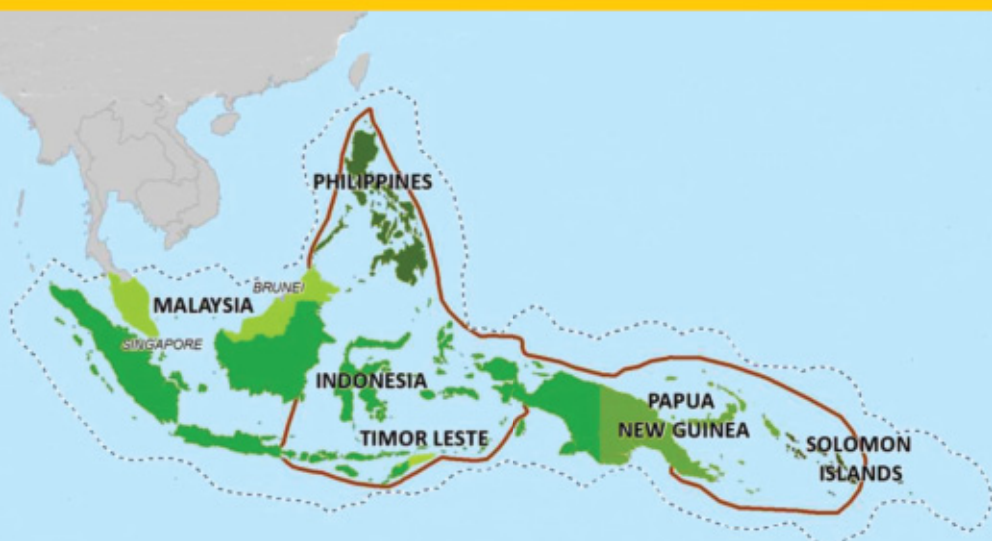 PHILIPPINES
BRUNEI
MALAYSIA
SINGAPORE
INDONESIA
TIMOR LESTE
PAPUA
NEW GUINEA
SOLOMON
ISLANDS